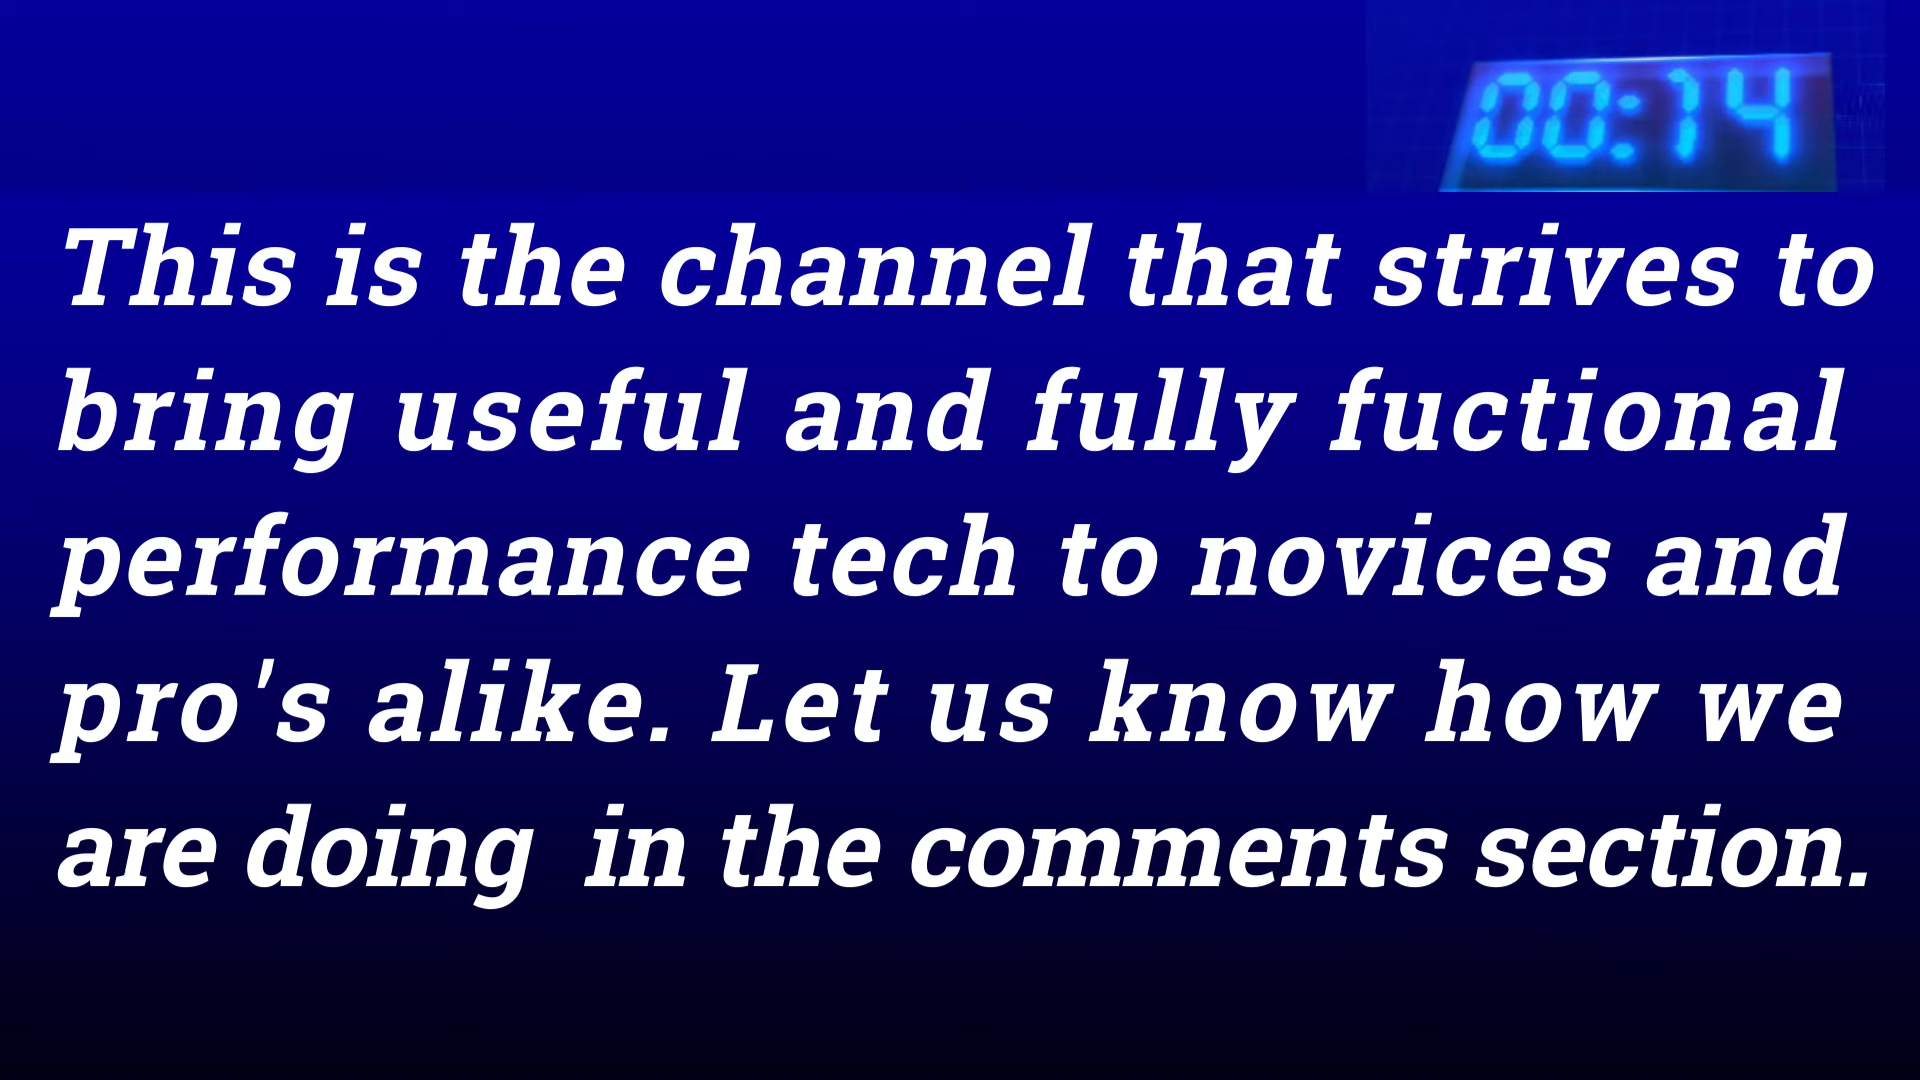 00:14
This is the channel that strives to
bring useful and fully fuctional
performance tech to novices and
pro's alike. Let us know how we
are doing  in the comments section.